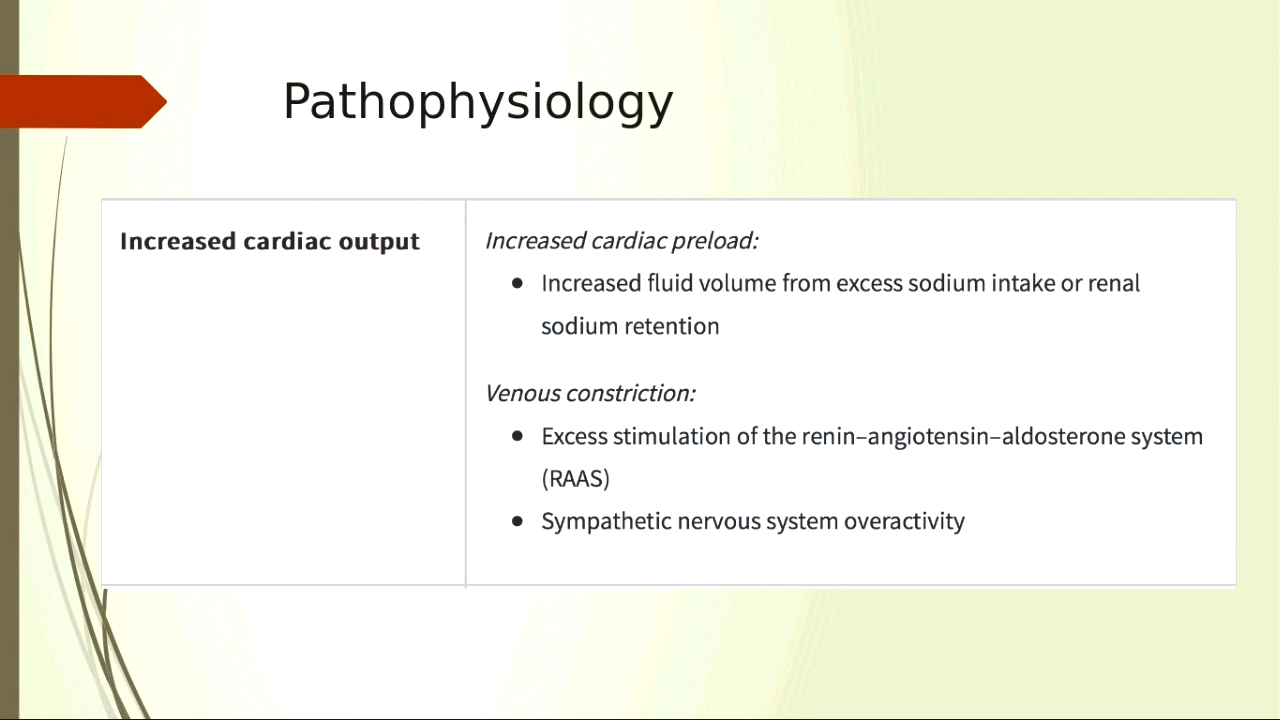 Pathophysiology
Increased cardiac output
Increased cardiac preload:
● Increased fluid volume from excess sodium intake or renal
sodium retention
Venous constriction:
● Excess stimulation of the renin–angiotensin–aldosterone system
(RAAS)
● Sympathetic nervous system overactivity